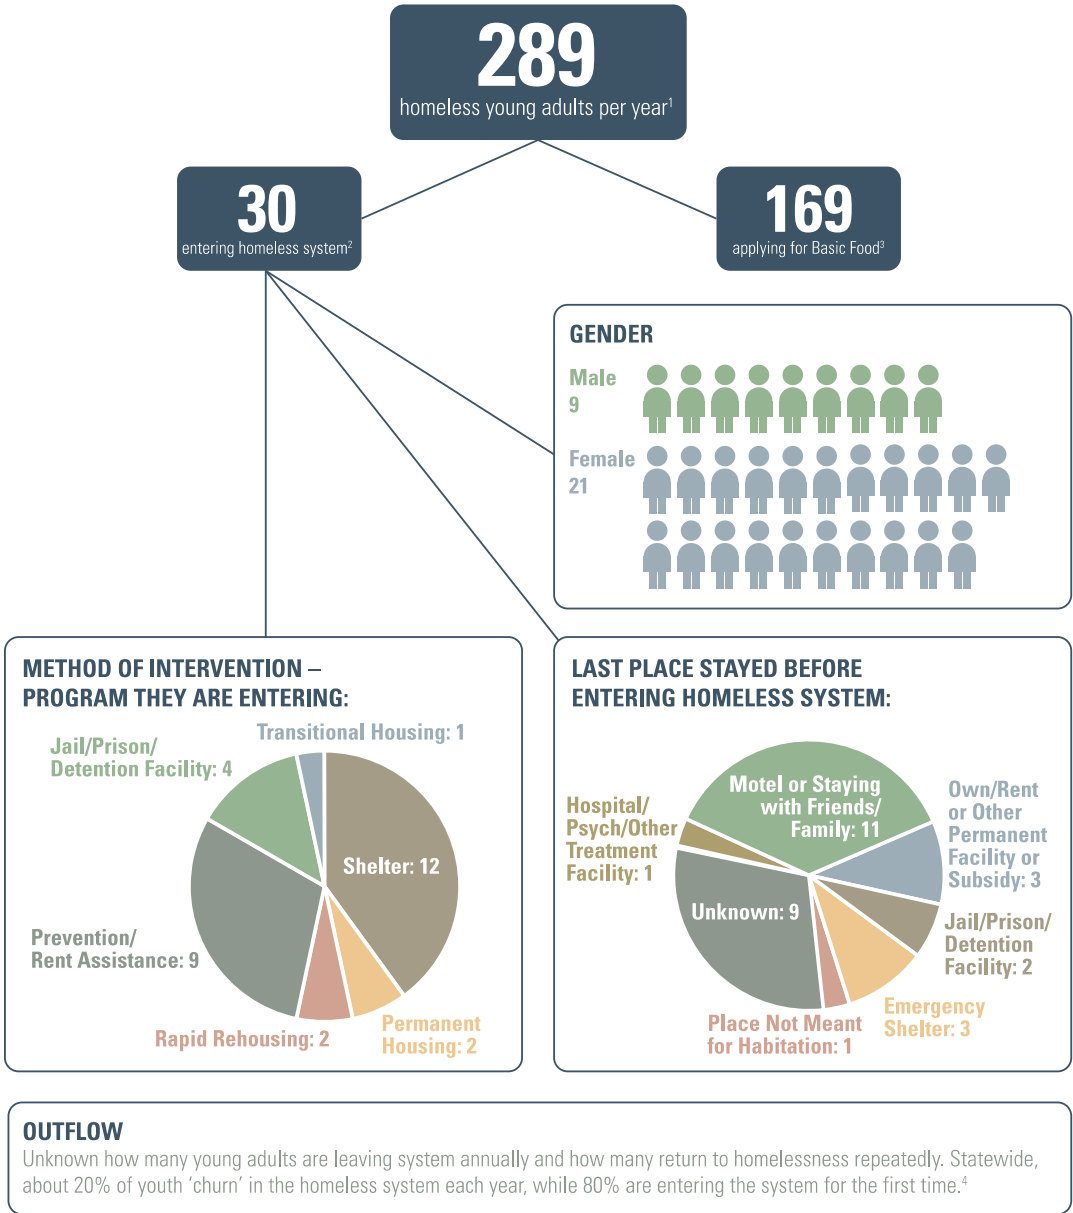 289
homeless young adults per year¹
30
entering homeless system²
169
applying for Basic Food³
GENDER
Male
9
Female
21
METHOD OF INTERVENTION –
PROGRAM THEY ARE ENTERING:
Transitional Housing: 1
Jail/Prison/
Detention Facility: 4
Shelter: 12
Prevention/
Rent Assistance: 9
Rapid Rehousing: 2
Permanent
Housing: 2
LAST PLACE STAYED BEFORE
ENTERING HOMELESS SYSTEM:
Motel or Staying
with Friends/
Family: 11
Hospital/
Psych/Other
Treatment
Facility: 1
Own/Rent
or Other
Permanent
Facility or
Subsidy: 3
Unknown: 9
Jail/Prison/
Detention
Facility: 2
Emergency
Shelter: 3
Place Not Meant
for Habitation: 1
OUTFLOW
Unknown how many young adults are leaving system annually and how many return to homelessness repeatedly. Statewide,
about 20% of youth ‘churn’ in the homeless system each year, while 80% are entering the system for the first time.⁴